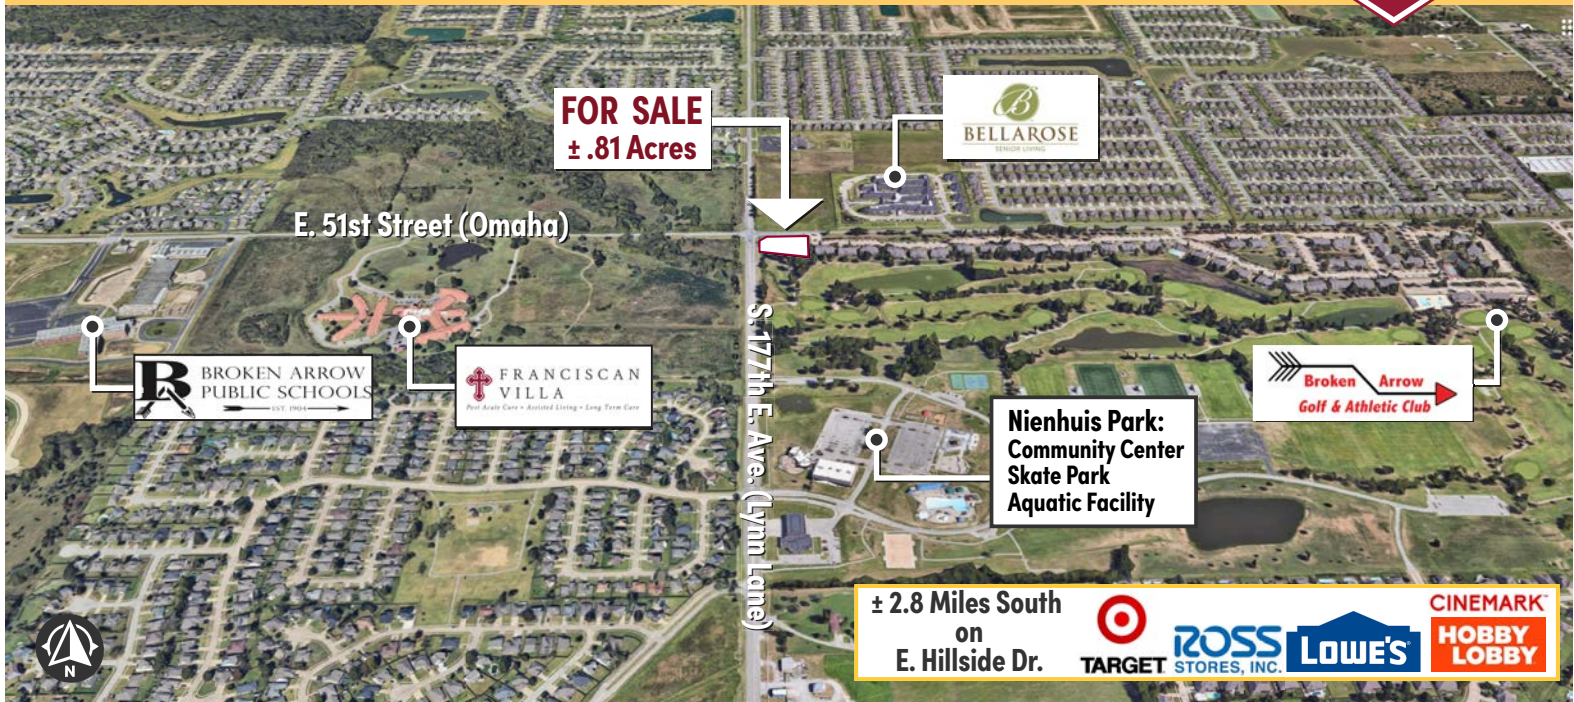 FOR SALE
± .81 Acres
B
BELLAROSE
SENIOR LIVING
E. 51st Street (Omaha)
S. 177th E. Ave. (Lynn Lane)
B
BROKEN ARROW
PUBLIC SCHOOLS
EST. 1904
FRANCISCAN
VILLA
Post Acute Care • Assisted Living • Long Term Care
Broken Arrow
Golf & Athletic Club
Nienhuis Park:
Community Center
Skate Park
Aquatic Facility
± 2.8 Miles South
on
E. Hillside Dr.
TARGET
ROSS
STORES, INC.
LOWE'S
CINEMARK
HOBBY
LOBBY
N